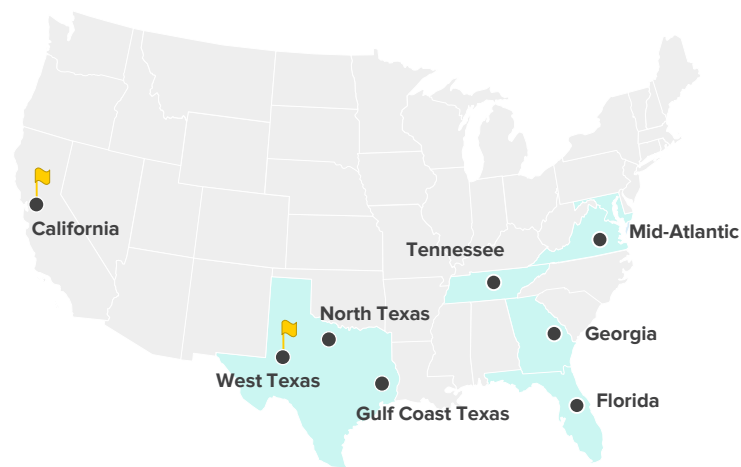 California
Mid-Atlantic
Tennessee
North Texas
Georgia
West Texas
Florida
Gulf Coast Texas